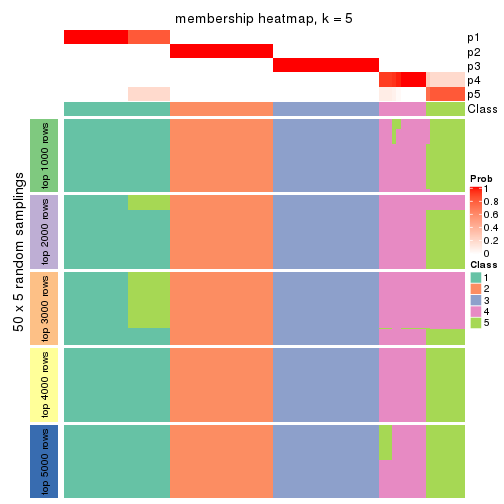 membership heatmap, k = 5
p1
p2
p3
p4
p5
Class
50 x 5 random samplings
top 1000 rows
top 2000 rows
top 3000 rows
top 4000 rows
top 5000 rows
Prob
1
0.8
0.6
0.4
0.2
0
Class
1
2
3
4
5